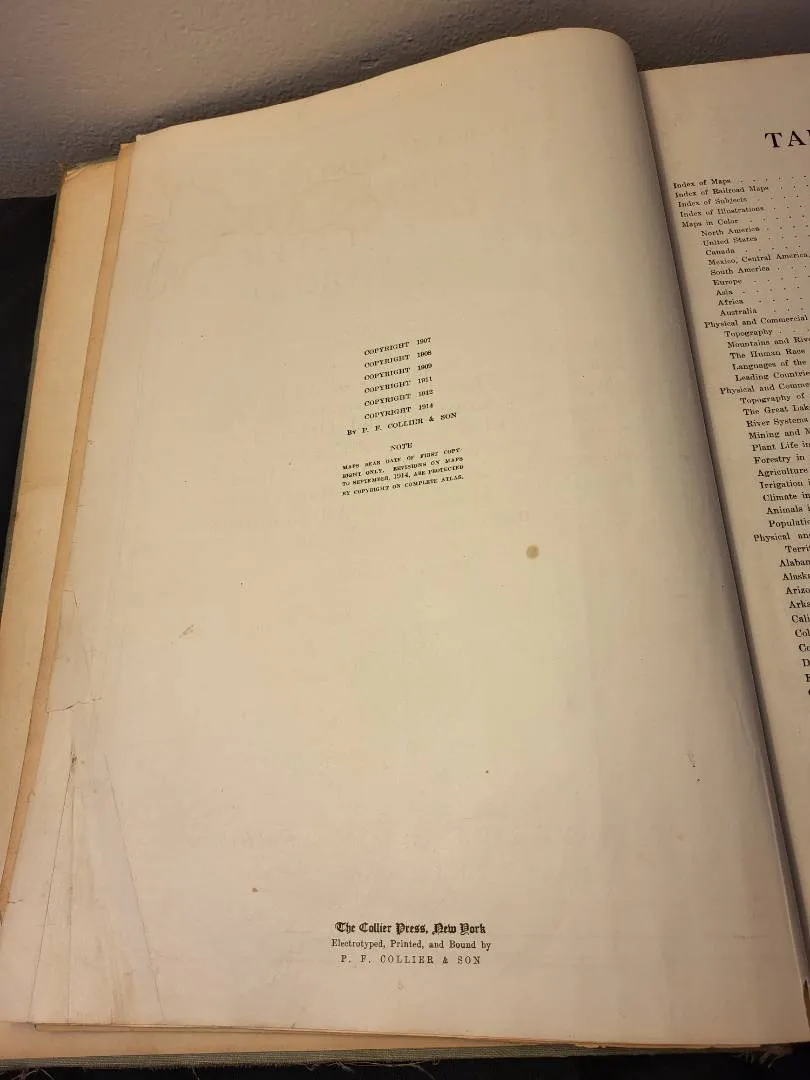 COPYRIGHT 1907
COPYRIGHT 1908
COPYRIGHT 1909
COPYRIGHT 1911
COPYRIGHT 1912
COPYRIGHT 1914
BY P. F. COLLIER & SON
NOTE
MAPS BEAR DATE OF FIRST COPY-
RIGHT ONLY. REVISIONS ON MAPS
TO SEPTEMBER, 1914, ARE PROTECTED
BY COPYRIGHT ON COMPLETE ATLAS.
The Collier Press, New York
Electrotyped, Printed, and Bound by
P. F. COLLIER & SON
TA
Index of Maps
Index of Railroad Maps
Index of Subjects
Index of Illustrations
Maps in Color
North America
United States
Canada
Mexico, Central America,
South America
Europe
Asia
Africa
Australia
Physical and Commercial
Topography
Mountains and Rive
The Human Race
Languages of the
Leading Countrie
Physical and Comme
Topography of
The Great Lak
River Systems
Mining and M
Plant Life in
Forestry in
Agriculture
Irrigation i
Climate in
Animals i
Populatio
Physical an
Terri
Alabam
Alask
Arizo
Arka
Cali
Col
Co
D